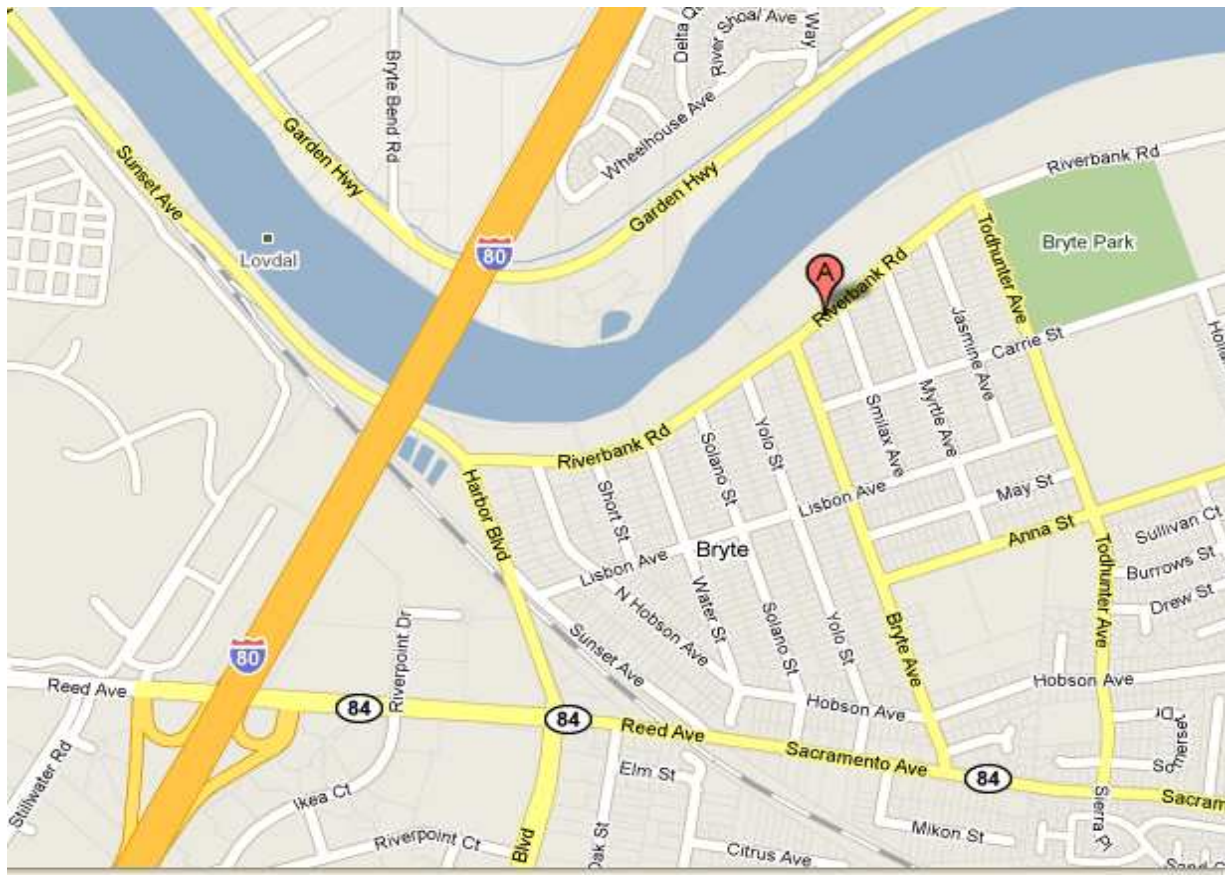 Delta
River Shoal Ave
Way
Bryte Bend Rd
Wheelhouse Ave
Garden Hwy
Garden Hwy
Sunset Ave
Lovdal
80
Riverbank Rd
Todhunter Ave
Bryte Park
A
Riverbank Rd
Jasmine Ave
Carrie St
Myrtle Ave
Smilax Ave
Riverbank Rd
Solano St
Yolo St
Lisbon Ave
May St
Short St
Harbor Blvd
Anna St
Sullivan Ct
Bryte
Lisbon Ave
Todhunter Ave
Burrows St
Drew St
N Hobson Ave
Water St
Solano St
Yolo St
Bryte Ave
Sunset Ave
80
Riverpoint Dr
Reed Ave
84
84
Reed Ave
Hobson Ave
Hobson Ave
Dr
Somerset
Sacramento Ave
84
Sacram
Stillwater Rd
Ikea Ct
Elm St
Riverpoint Ct
Blvd
Oak St
Citrus Ave
Mikon St
Sierra Pl